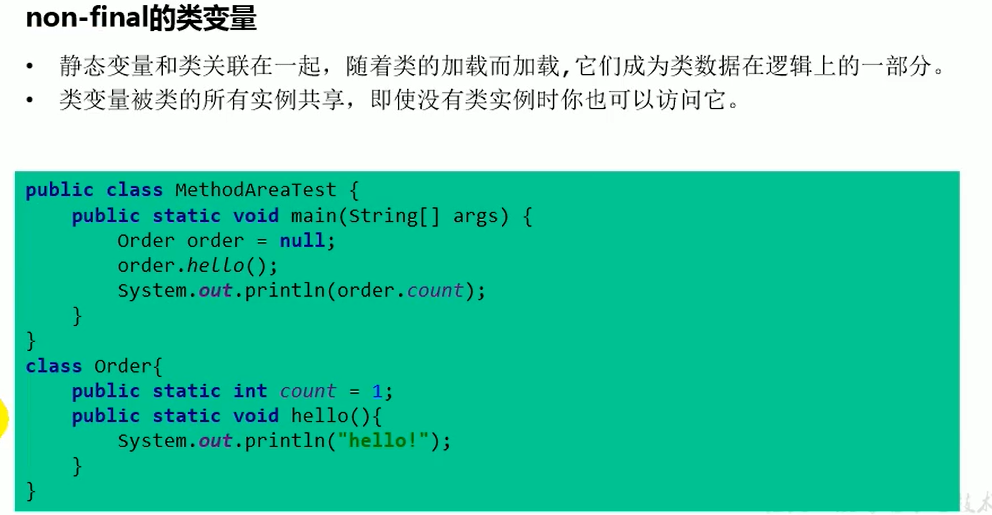 non-final的类变量
• 静态变量和类关联在一起，随着类的加载而加载,它们成为类数据在逻辑上的一部分。
• 类变量被类的所有实例共享，即使没有类实例时你也可以访问它。
public class MethodAreaTest {
    public static void main(String[] args) {
        Order order = null;
        order.hello();
        System.out.println(order.count);
    }
}
class Order{
    public static int count = 1;
    public static void hello(){
        System.out.println("hello!");
    }
}
技术